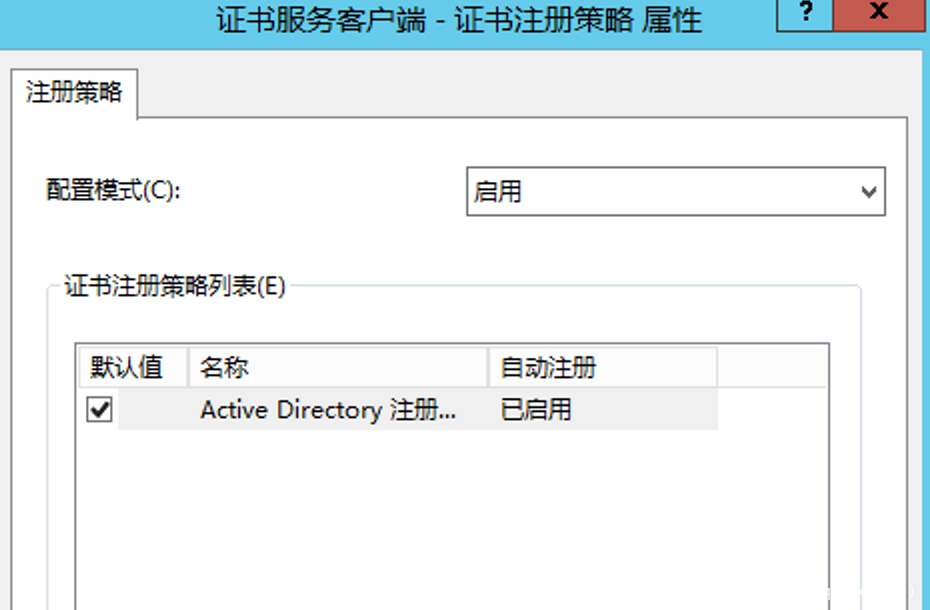 证书服务客户端 - 证书注册策略 属性
?
x
注册策略
配置模式(C):
启用
证书注册策略列表(E)
默认值 名称 自动注册
Active Directory 注册... 已启用